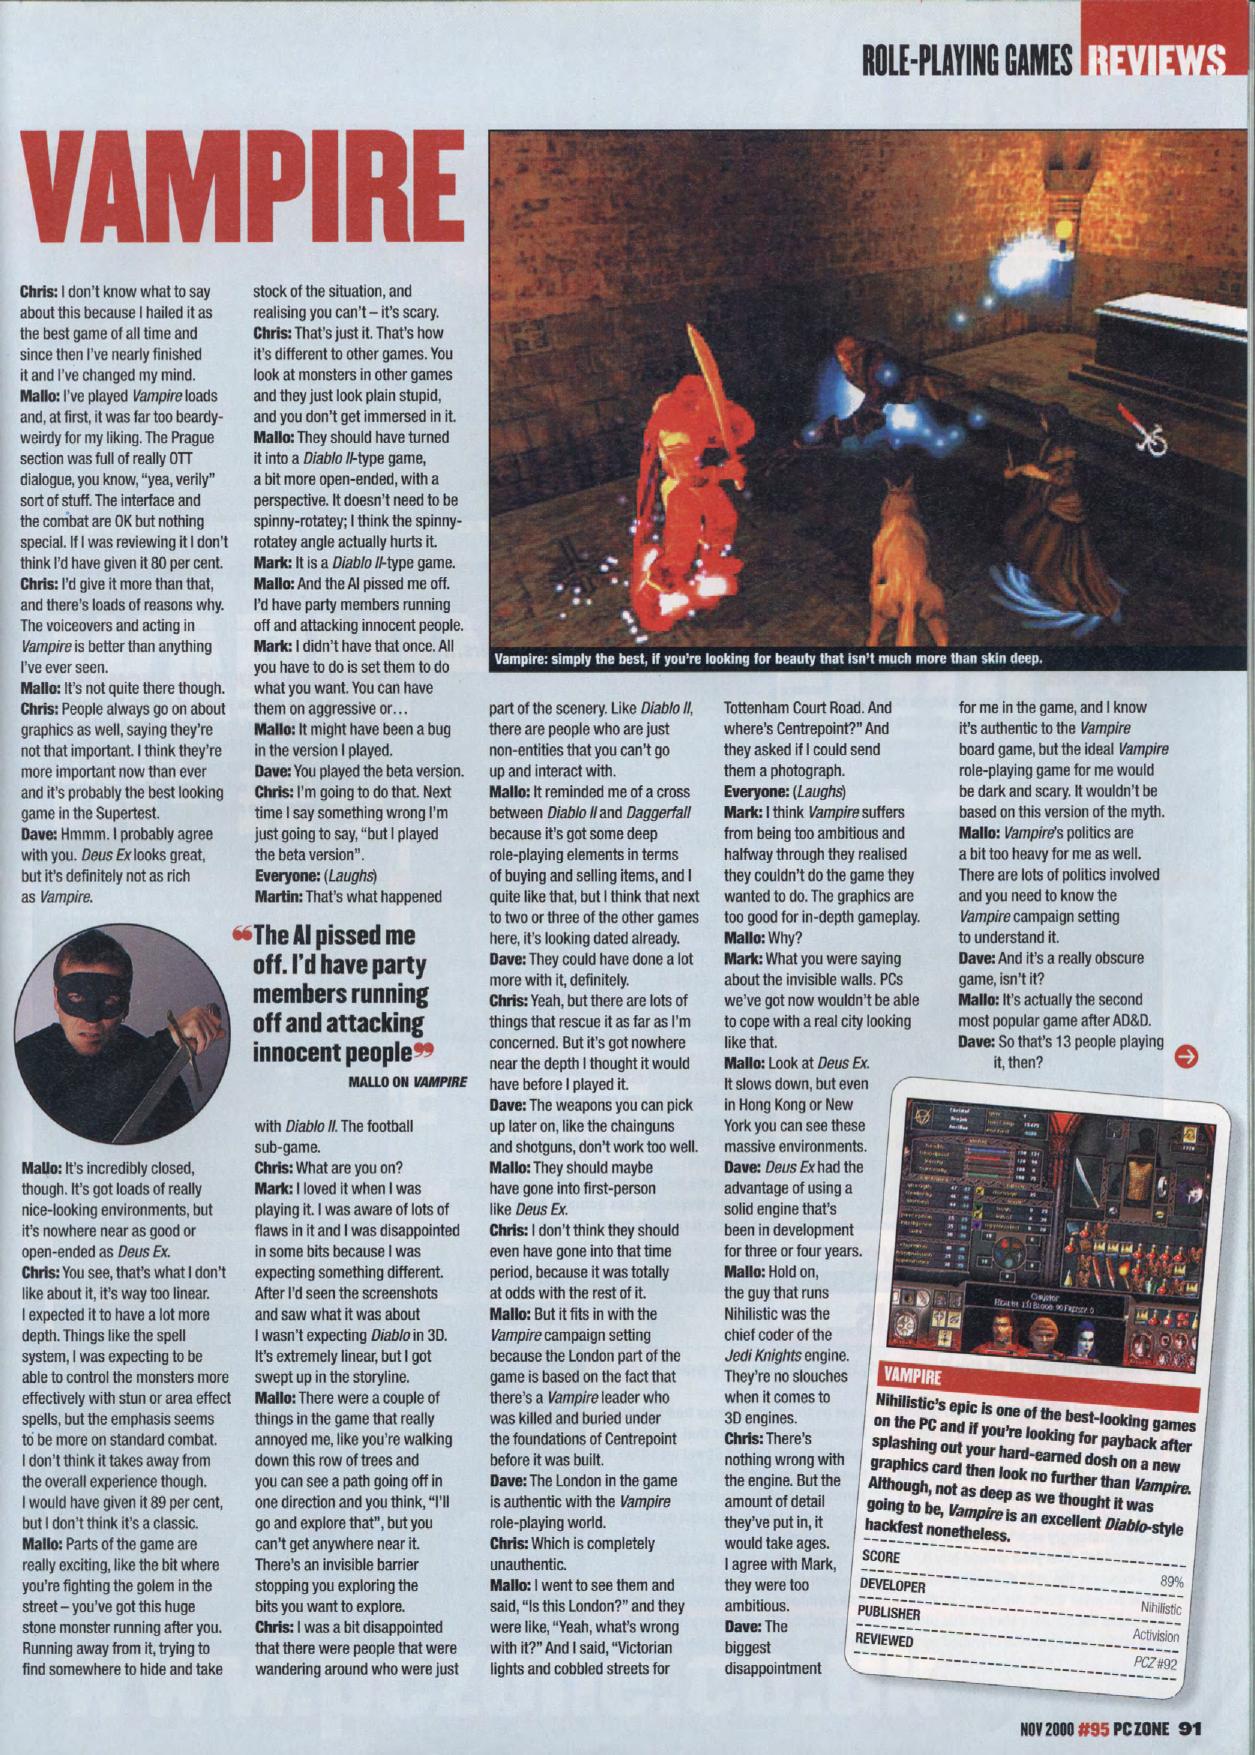 ROLE-PLAYING GAMES REVIEWS
VAMPIRE
Chris: I don't know what to say
about this because I hailed it as
the best game of all time and
since then I've nearly finished
it and I've changed my mind.
Mallo: I've played Vampire loads
and, at first, it was far too beardy-
weirdy for my liking. The Prague
section was full of really OTT
dialogue, you know, "yea, verily"
sort of stuff. The interface and
the combat are OK but nothing
special. If I was reviewing it I don't
think I'd have given it 80 per cent.
Chris: I'd give it more than that,
and there's loads of reasons why.
The voiceovers and acting in
Vampire is better than anything
I've ever seen.
Mallo: It's not quite there though.
Chris: People always go on about
graphics as well, saying they're
not that important. I think they're
more important now than ever
and it's probably the best looking
game in the Supertest.
Dave: Hmmm. I probably agree
with you. Deus Ex looks great,
but it's definitely not as rich
as Vampire.
Mallo: It's incredibly closed,
though. It's got loads of really
nice-looking environments, but
it's nowhere near as good or
open-ended as Deus Ex.
Chris: You see, that's what I don't
like about it, it's way too linear.
I expected it to have a lot more
depth. Things like the spell
system, I was expecting to be
able to control the monsters more
effectively with stun or area effect
spells, but the emphasis seems
to be more on standard combat.
I don't think it takes away from
the overall experience though.
I would have given it 89 per cent,
but I don't think it's a classic.
Mallo: Parts of the game are
really exciting, like the bit where
you're fighting the golem in the
street – you've got this huge
stone monster running after you.
Running away from it, trying to
find somewhere to hide and take
stock of the situation, and
realising you can't – it's scary.
Chris: That's just it. That's how
it's different to other games. You
look at monsters in other games
and they just look plain stupid,
and you don't get immersed in it.
Mallo: They should have turned
it into a Diablo II-type game,
a bit more open-ended, with a
perspective. It doesn't need to be
spinny-rotatey; I think the spinny-
rotatey angle actually hurts it.
Mark: It is a Diablo II-type game.
Mallo: And the AI pissed me off.
I'd have party members running
off and attacking innocent people.
Mark: I didn't have that once. All
you have to do is set them to do
what you want. You can have
them on aggressive or...
Mallo: It might have been a bug
in the version I played.
Dave: You played the beta version.
Chris: I'm going to do that. Next
time I say something wrong I'm
just going to say, "but I played
the beta version".
Everyone: (Laughs)
Martin: That's what happened
“The AI pissed me
off. I'd have party
members running
off and attacking
innocent people”
MALLO ON VAMPIRE
with Diablo II. The football
sub-game.
Chris: What are you on?
Mark: I loved it when I was
playing it. I was aware of lots of
flaws in it and I was disappointed
in some bits because I was
expecting something different.
After I'd seen the screenshots
and saw what it was about
I wasn't expecting Diablo in 3D.
It's extremely linear, but I got
swept up in the storyline.
Mallo: There were a couple of
things in the game that really
annoyed me, like you're walking
down this row of trees and
you can see a path going off in
one direction and you think, "I'll
go and explore that", but you
can't get anywhere near it.
There's an invisible barrier
stopping you exploring the
bits you want to explore.
Chris: I was a bit disappointed
that there were people that were
wandering around who were just
Vampire: simply the best, if you're looking for beauty that isn't much more than skin deep.
part of the scenery. Like Diablo II,
there are people who are just
non-entities that you can't go
up and interact with.
Mallo: It reminded me of a cross
between Diablo II and Daggerfall
because it's got some deep
role-playing elements in terms
of buying and selling items, and I
quite like that, but I think that next
to two or three of the other games
here, it's looking dated already.
Dave: They could have done a lot
more with it, definitely.
Chris: Yeah, but there are lots of
things that rescue it as far as I'm
concerned. But it's got nowhere
near the depth I thought it would
have before I played it.
Dave: The weapons you can pick
up later on, like the chainguns
and shotguns, don't work too well.
Mallo: They should maybe
have gone into first-person
like Deus Ex.
Chris: I don't think they should
even have gone into that time
period, because it was totally
at odds with the rest of it.
Mallo: But it fits in with the
Vampire campaign setting
because the London part of the
game is based on the fact that
there's a Vampire leader who
was killed and buried under
the foundations of Centrepoint
before it was built.
Dave: The London in the game
is authentic with the Vampire
role-playing world.
Chris: Which is completely
unauthentic.
Mallo: I went to see them and
said, "Is this London?" and they
were like, "Yeah, what's wrong
with it?" And I said, "Victorian
lights and cobbled streets for
Tottenham Court Road. And
where's Centrepoint?" And
they asked if I could send
them a photograph.
Everyone: (Laughs)
Mark: I think Vampire suffers
from being too ambitious and
halfway through they realised
they couldn't do the game they
wanted to do. The graphics are
too good for in-depth gameplay.
Mallo: Why?
Mark: What you were saying
about the invisible walls. PCs
we've got now wouldn't be able
to cope with a real city looking
like that.
Mallo: Look at Deus Ex.
It slows down, but even
in Hong Kong or New
York you can see these
massive environments.
Dave: Deus Ex had the
advantage of using a
solid engine that's
been in development
for three or four years.
Mallo: Hold on,
the guy that runs
Nihilistic was the
chief coder of the
Jedi Knights engine.
They're no slouches
when it comes to
3D engines.
Chris: There's
nothing wrong with
the engine. But the
amount of detail
they've put in, it
would take ages.
I agree with Mark,
they were too
ambitious.
Dave: The
biggest
disappointment
for me in the game, and I know
it's authentic to the Vampire
board game, but the ideal Vampire
role-playing game for me would
be dark and scary. It wouldn't be
based on this version of the myth.
Mallo: Vampire's politics are
a bit too heavy for me as well.
There are lots of politics involved
and you need to know the
Vampire campaign setting
to understand it.
Dave: And it's a really obscure
game, isn't it?
Mallo: It's actually the second
most popular game after AD&D.
Dave: So that's 13 people playing
it, then?
VAMPIRE
Nihilistic's epic is one of the best-looking games
on the PC and if you're looking for payback after
splashing out your hard-earned dosh on a new
graphics card then look no further than Vampire.
Although, not as deep as we thought it was
going to be, Vampire is an excellent Diablo-style
hackfest nonetheless.
SCORE 89%
DEVELOPER Nihilistic
PUBLISHER Activision
REVIEWED PCZ #92
NOV 2000 #95 PC ZONE 91